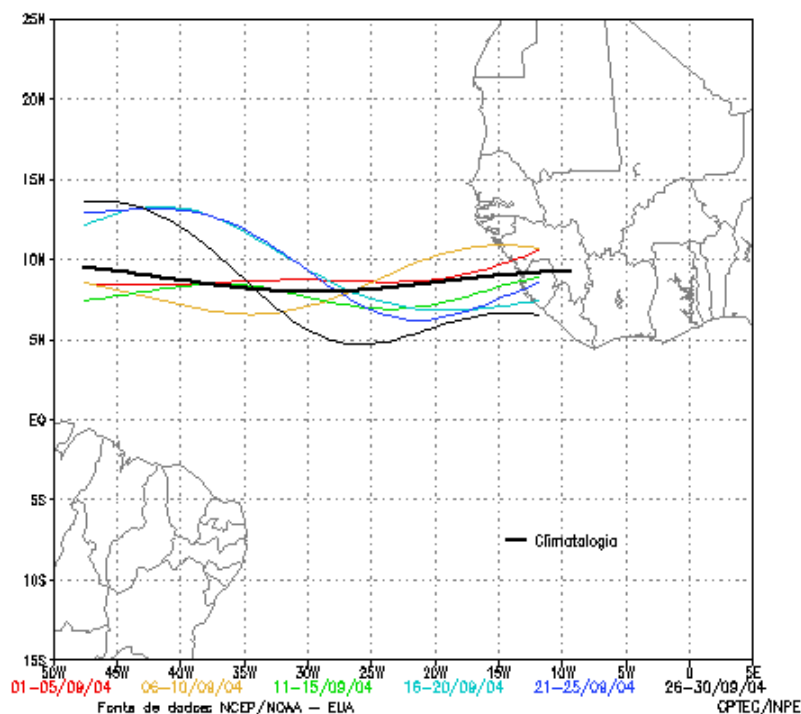 25N
20N
15N
10N
5N
EQ
5S
10S
15S
Climatalogia
50W 45W 40W 35W 30W 25W 20W 15W 10W 5W 0 5E
01-05/09/04 06-10/09/04 11-15/09/04 16-20/09/04 21-25/09/04 26-30/09/04
Fonte de dados NCEP/NOAA - EUA CPTEC/INPE